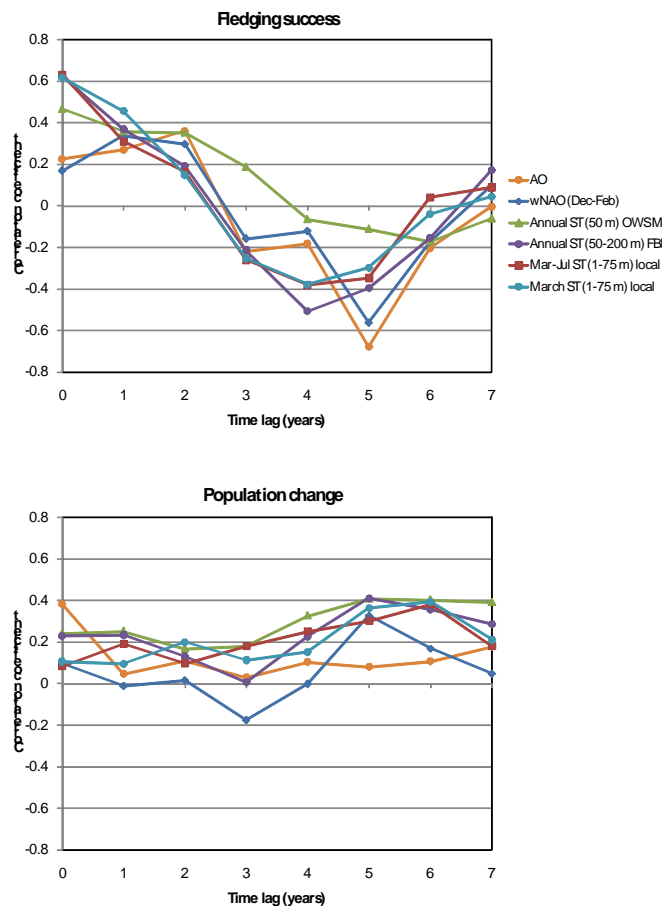 Fledging success
0.8
0.6
0.4
0.2
0
-0.2
-0.4
-0.6
-0.8
0 1 2 3 4 5 6 7
Time lag (years)
AO
wNAO (Dec-Feb)
Annual ST (50 m) OWSM
Annual ST (50-200 m) FBI
Mar-Jul ST (1-75 m) local
March ST (1-75 m) local
Population change
0.8
0.6
0.4
0.2
0
-0.2
-0.4
-0.6
-0.8
0 1 2 3 4 5 6 7
Time lag (years)